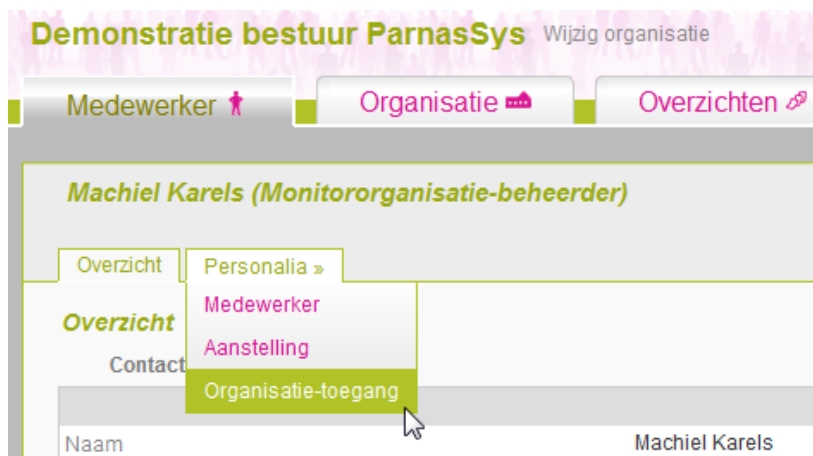 Demonstratie bestuur ParnasSys Wijzig organisatie
Medewerker Organisatie Overzichten
Machiel Karels (Monitororganisatie-beheerder)
Overzicht Personalia »
Medewerker
Overzicht
Aanstelling
Contact
Organisatie-toegang
Naam Machiel Karels